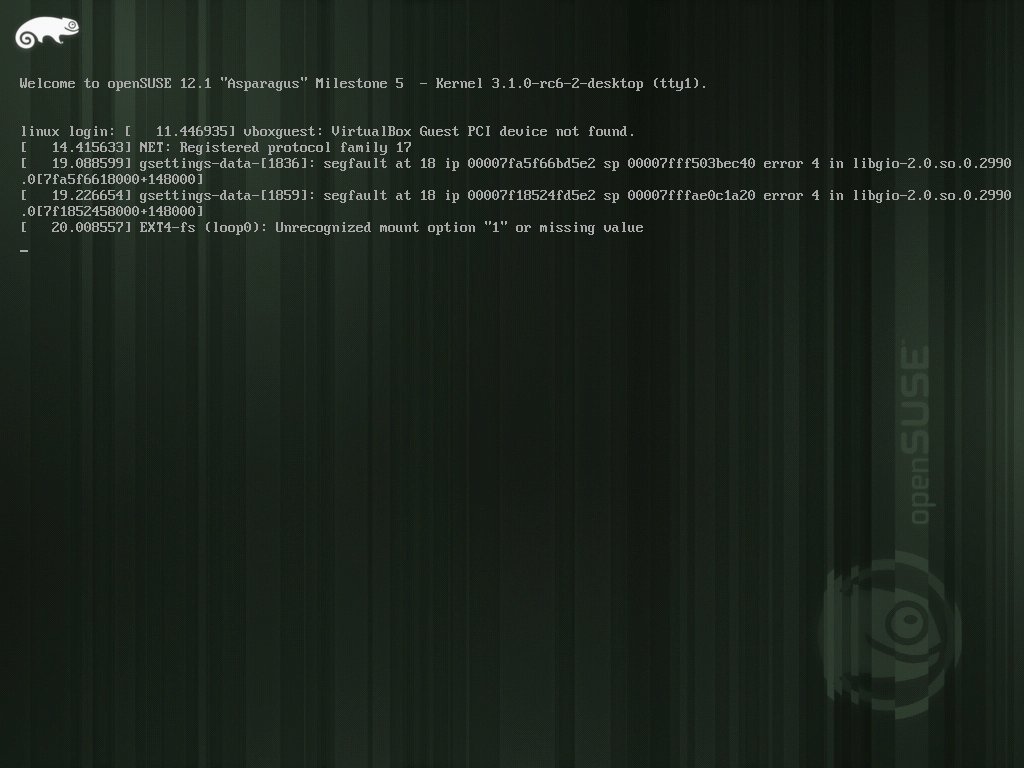 Welcome to openSUSE 12.1 "Asparagus" Milestone 5  - Kernel 3.1.0-rc6-2-desktop (tty1).
linux login: [   11.446935] vboxguest: VirtualBox Guest PCI device not found.
[   14.415633] NET: Registered protocol family 17
[   19.088599] gsettings-data-[1836]: segfault at 18 ip 00007fa5f66bd5e2 sp 00007fff503bec40 error 4 in libgio-2.0.so.0.2990
.0[7fa5f6618000+148000]
[   19.226654] gsettings-data-[1859]: segfault at 18 ip 00007f18524fd5e2 sp 00007fffae0c1a20 error 4 in libgio-2.0.so.0.2990
.0[7f1852458000+148000]
[   20.008557] EXT4-fs (loop0): Unrecognized mount option "1" or missing value
_
openSUSE